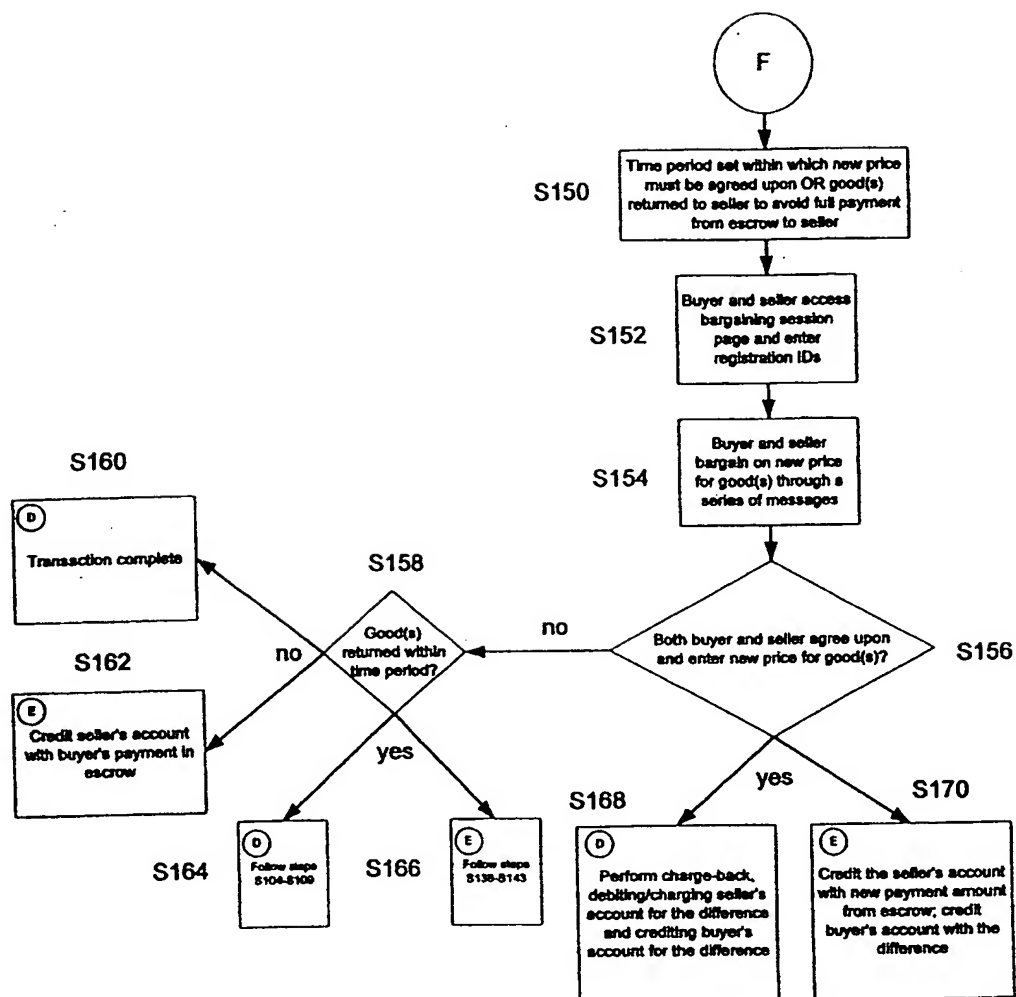 F
S150
Time period set within which new price
must be agreed upon OR good(s)
returned to seller to avoid full payment
from escrow to seller
S152
Buyer and seller access
bargaining session
page and enter
registration IDs
S154
Buyer and seller
bargain on new price
for good(s) through a
series of messages
S160
D
Transaction complete
S158
Good(s)
returned within
time period?
no
no
Both buyer and seller agree upon
and enter new price for good(s)?
S156
S162
E
Credit seller's account
with buyer's payment in
escrow
yes
yes
S164
D
Follow steps
S104-S109
S166
E
Follow steps
S138-S143
S168
D
Perform charge-back,
debiting/charging seller's
account for the difference
and crediting buyer's
account for the difference
S170
E
Credit the seller's account
with new payment amount
from escrow; credit
buyer's account with the
difference